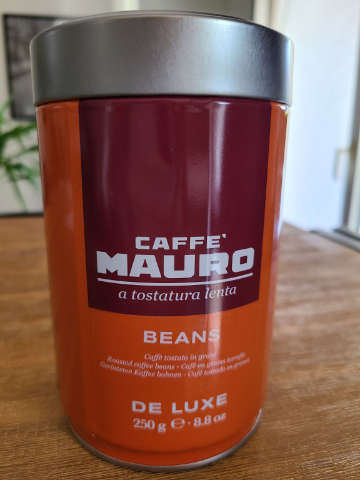 CAFFE`
MAURO
a tostatura lenta
BEANS
Caffè tostato in grani
Roasted coffee beans - Café en grains torréfié
Gerösteten Kaffee bohnen - Café tostado en granos
DE LUXE
250 g ℮ · 8.8 oz